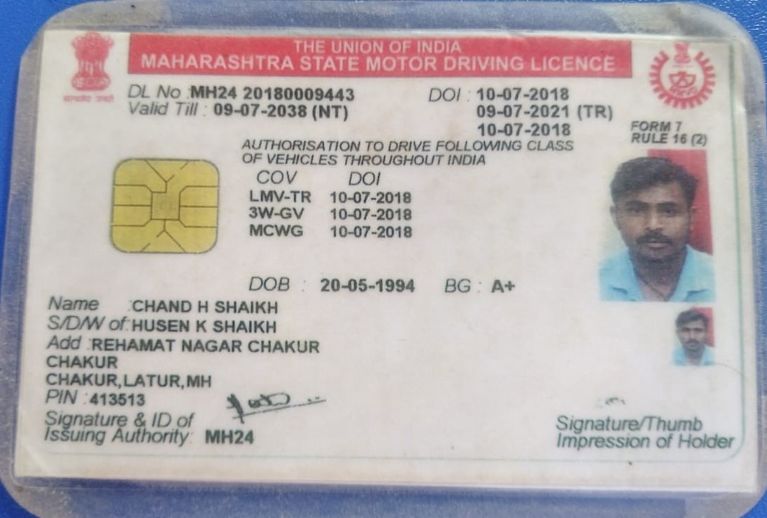 THE UNION OF INDIA
MAHARASHTRA STATE MOTOR DRIVING LICENCE
DL No : MH24 20180009443 DOI : 10-07-2018
Valid Till : 09-07-2038 (NT) 09-07-2021 (TR)
10-07-2018
FORM 7
RULE 16 (2)
AUTHORISATION TO DRIVE FOLLOWING CLASS
OF VEHICLES THROUGHOUT INDIA
COV DOI
LMV-TR 10-07-2018
3W-GV 10-07-2018
MCWG 10-07-2018
DOB : 20-05-1994 BG : A+
Name : CHAND H SHAIKH
S/D/W of : HUSEN K SHAIKH
Add : REHAMAT NAGAR CHAKUR
CHAKUR
CHAKUR,LATUR,MH
PIN : 413513
Signature & ID of
Issuing Authority: MH24
Signature/Thumb
Impression of Holder